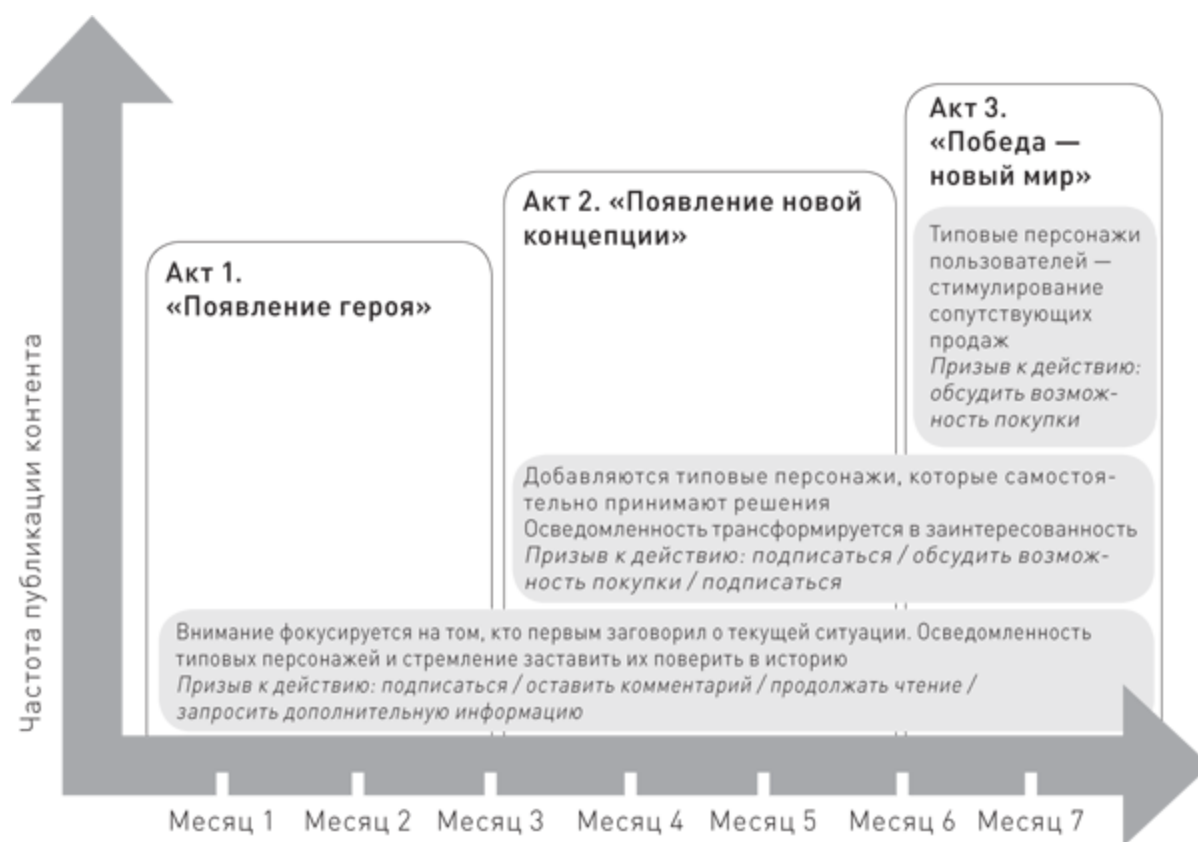 Частота публикации контента
Акт 1.
«Появление героя»
Акт 2. «Появление новой
концепции»
Акт 3.
«Победа —
новый мир»
Типовые персонажи
пользователей —
стимулирование
сопутствующих
продаж
Призыв к действию:
обсудить возмож-
ность покупки
Добавляются типовые персонажи, которые самостоя-
тельно принимают решения
Осведомленность трансформируется в заинтересованность
Призыв к действию: подписаться / обсудить возмож-
ность покупки / подписаться
Внимание фокусируется на том, кто первым заговорил о текущей ситуации. Осведомленность
типовых персонажей и стремление заставить их поверить в историю
Призыв к действию: подписаться / оставить комментарий / продолжать чтение /
запросить дополнительную информацию
Месяц 1 Месяц 2 Месяц 3 Месяц 4 Месяц 5 Месяц 6 Месяц 7